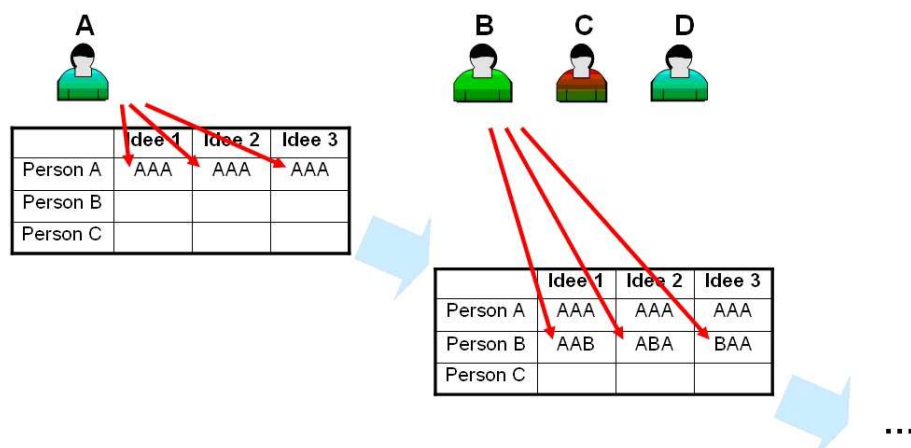 A
B C D
Idee 1 Idee 2 Idee 3
Person A AAA AAA AAA
Person B
Person C
Idee 1 Idee 2 Idee 3
Person A AAA AAA AAA
Person B AAB ABA BAA
Person C
...